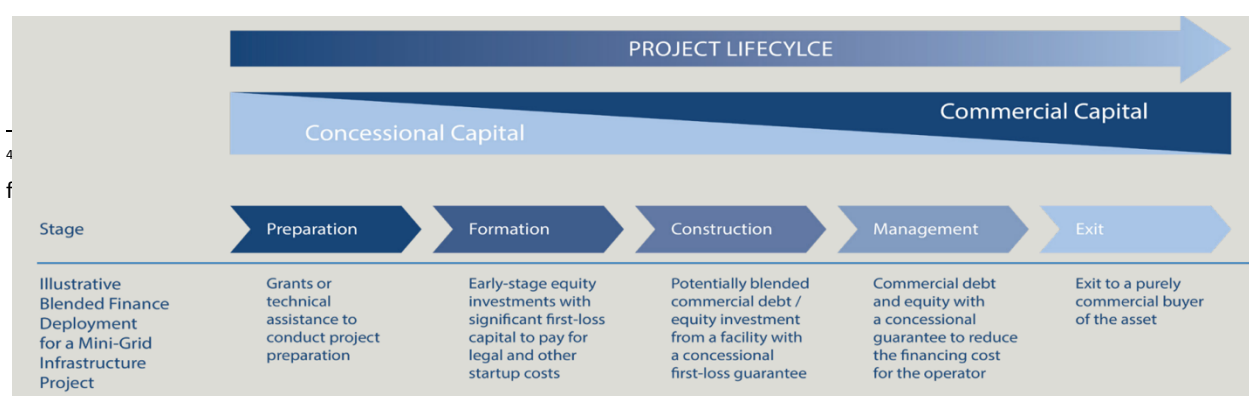 PROJECT LIFECYLCE
Commercial Capital
Concessional Capital
4
f
Stage
Preparation
Formation
Construction
Management
Exit
Illustrative
Blended Finance
Deployment
for a Mini-Grid
Infrastructure
Project
Grants or
technical
assistance to
conduct project
preparation
Early-stage equity
investments with
significant first-loss
capital to pay for
legal and other
startup costs
Potentially blended
commercial debt /
equity investment
from a facility with
a concessional
first-loss guarantee
Commercial debt
and equity with
a concessional
guarantee to reduce
the financing cost
for the operator
Exit to a purely
commercial buyer
of the asset